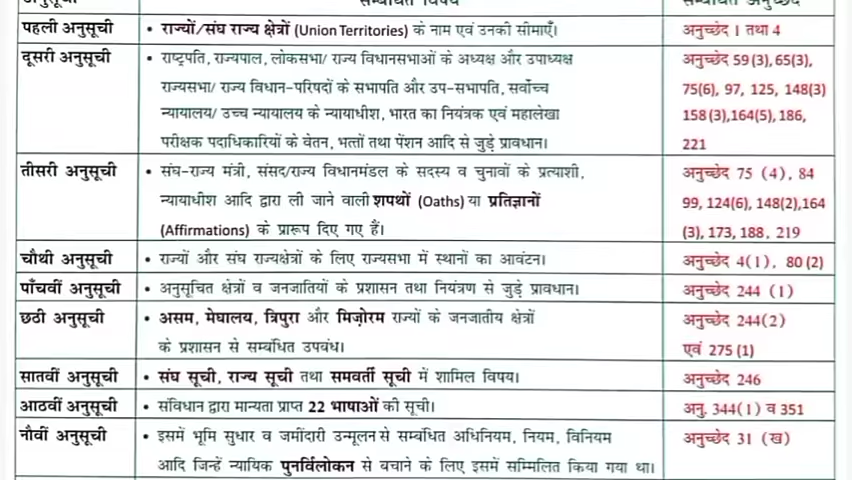 पहली अनुसूची • राज्यों/संघ राज्य क्षेत्रों (Union Territories) के नाम एवं उनकी सीमाएँ। अनुच्छेद 1 तथा 4
दूसरी अनुसूची • राष्ट्रपति, राज्यपाल, लोकसभा/ राज्य विधानसभाओं के अध्यक्ष और उपाध्यक्ष अनुच्छेद 59 (3), 65(3),
राज्यसभा/ राज्य विधान-परिषदों के सभापति और उप-सभापति, सर्वोच्च 75(6), 97, 125, 148(3)
न्यायालय/ उच्च न्यायालय के न्यायाधीश, भारत का नियंत्रक एवं महालेखा 158 (3),164(5), 186,
परीक्षक पदाधिकारियों के वेतन, भत्तों तथा पेंशन आदि से जुड़े प्रावधान। 221
तीसरी अनुसूची • संघ-राज्य मंत्री, संसद/राज्य विधानमंडल के सदस्य व चुनावों के प्रत्याशी, अनुच्छेद 75 (4), 84
न्यायाधीश आदि द्वारा ली जाने वाली शपथों (Oaths) या प्रतिज्ञानों 99, 124(6), 148(2),164
(Affirmations) के प्रारूप दिए गए हैं। (3), 173, 188, 219
चौथी अनुसूची • राज्यों और संघ राज्यक्षेत्रों के लिए राज्यसभा में स्थानों का आवंटन। अनुच्छेद 4(1), 80 (2)
पाँचवीं अनुसूची • अनुसूचित क्षेत्रों व जनजातियों के प्रशासन तथा नियंत्रण से जुड़े प्रावधान। अनुच्छेद 244 (1)
छठी अनुसूची • असम, मेघालय, त्रिपुरा और मिज़ोरम राज्यों के जनजातीय क्षेत्रों अनुच्छेद 244(2)
के प्रशासन से सम्बंधित उपबंध। एवं 275 (1)
सातवीं अनुसूची • संघ सूची, राज्य सूची तथा समवर्ती सूची में शामिल विषय। अनुच्छेद 246
आठवीं अनुसूची • संविधान द्वारा मान्यता प्राप्त 22 भाषाओं की सूची। अनु. 344(1) व 351
नौवीं अनुसूची • इसमें भूमि सुधार व जमींदारी उन्मूलन से सम्बंधित अधिनियम, नियम, विनियम अनुच्छेद 31 (ख)
आदि जिन्हें न्यायिक पुनर्विलोकन से बचाने के लिए इसमें सम्मिलित किया गया था।